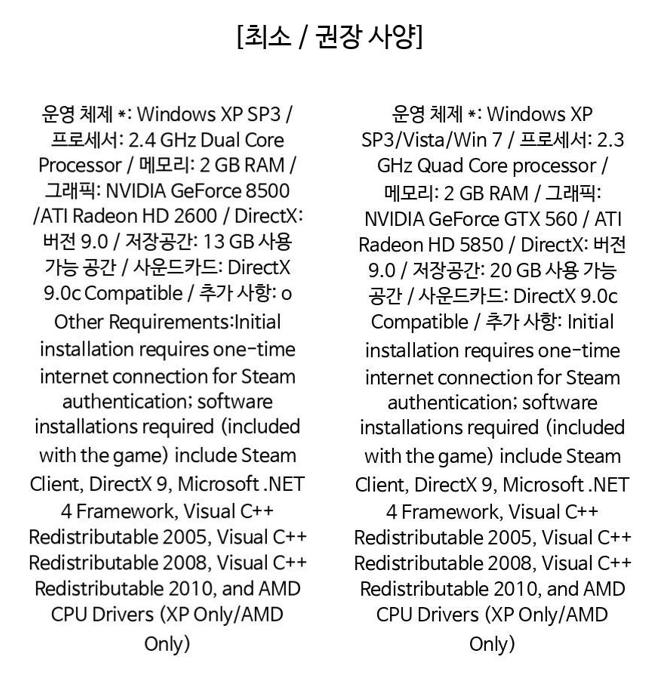 [최소 / 권장 사양]
운영 체제 *: Windows XP SP3 /
프로세서: 2.4 GHz Dual Core
Processor / 메모리: 2 GB RAM /
그래픽: NVIDIA GeForce 8500
/ATI Radeon HD 2600 / DirectX:
버전 9.0 / 저장공간: 13 GB 사용
가능 공간 / 사운드카드: DirectX
9.0c Compatible / 추가 사항: o
Other Requirements:Initial
installation requires one-time
internet connection for Steam
authentication; software
installations required (included
with the game) include Steam
Client, DirectX 9, Microsoft .NET
4 Framework, Visual C++
Redistributable 2005, Visual C++
Redistributable 2008, Visual C++
Redistributable 2010, and AMD
CPU Drivers (XP Only/AMD
Only)
운영 체제 *: Windows XP
SP3/Vista/Win 7 / 프로세서: 2.3
GHz Quad Core processor /
메모리: 2 GB RAM / 그래픽:
NVIDIA GeForce GTX 560 / ATI
Radeon HD 5850 / DirectX: 버전
9.0 / 저장공간: 20 GB 사용 가능
공간 / 사운드카드: DirectX 9.0c
Compatible / 추가 사항: Initial
installation requires one-time
internet connection for Steam
authentication; software
installations required (included
with the game) include Steam
Client, DirectX 9, Microsoft .NET
4 Framework, Visual C++
Redistributable 2005, Visual C++
Redistributable 2008, Visual C++
Redistributable 2010, and AMD
CPU Drivers (XP Only/AMD
Only)